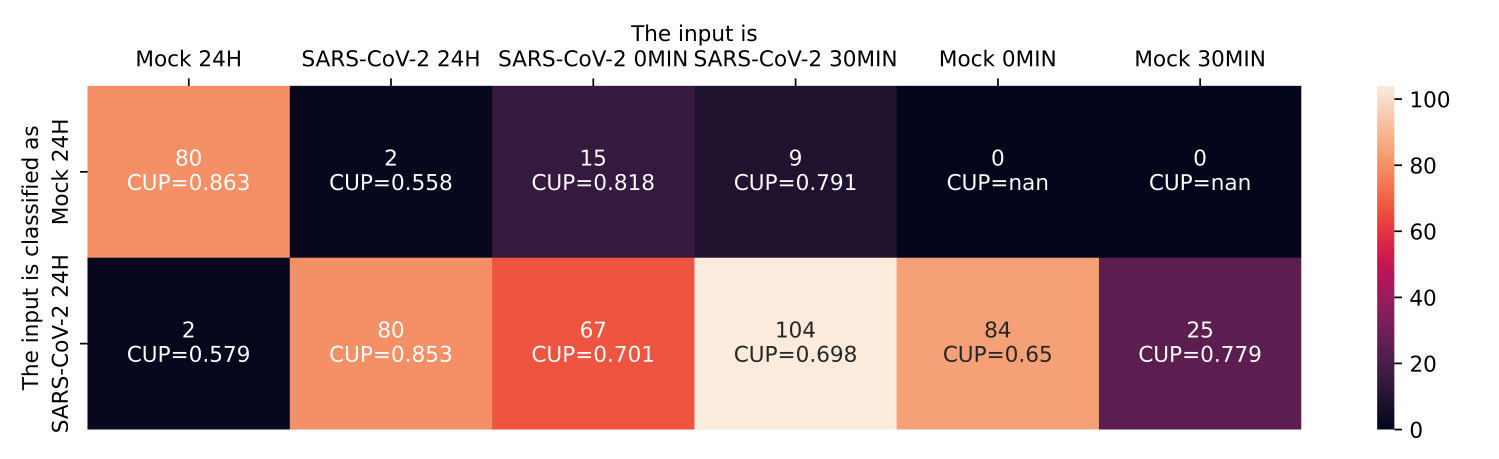 The input is
Mock 24H SARS-CoV-2 24H SARS-CoV-2 0MIN SARS-CoV-2 30MIN Mock 0MIN Mock 30MIN
The input is classified as
Mock 24H
80 2 15 9 0 0
CUP=0.863 CUP=0.558 CUP=0.818 CUP=0.791 CUP=nan CUP=nan
SARS-CoV-2 24H
2 80 67 104 84 25
CUP=0.579 CUP=0.853 CUP=0.701 CUP=0.698 CUP=0.65 CUP=0.779
100
80
60
40
20
0